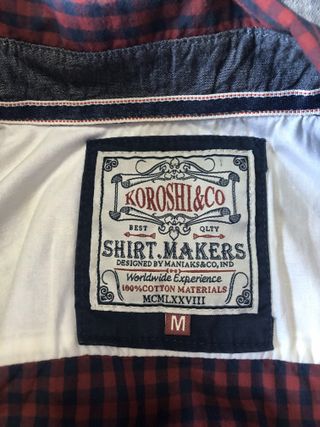 KOROSHI&CO
BEST QLTY
SHIRT.MAKERS
DESIGNED BY MANIAKS&CO, IND
Worldwide Experience
100%COTTON MATERIALS
MCMLXXVIII
M